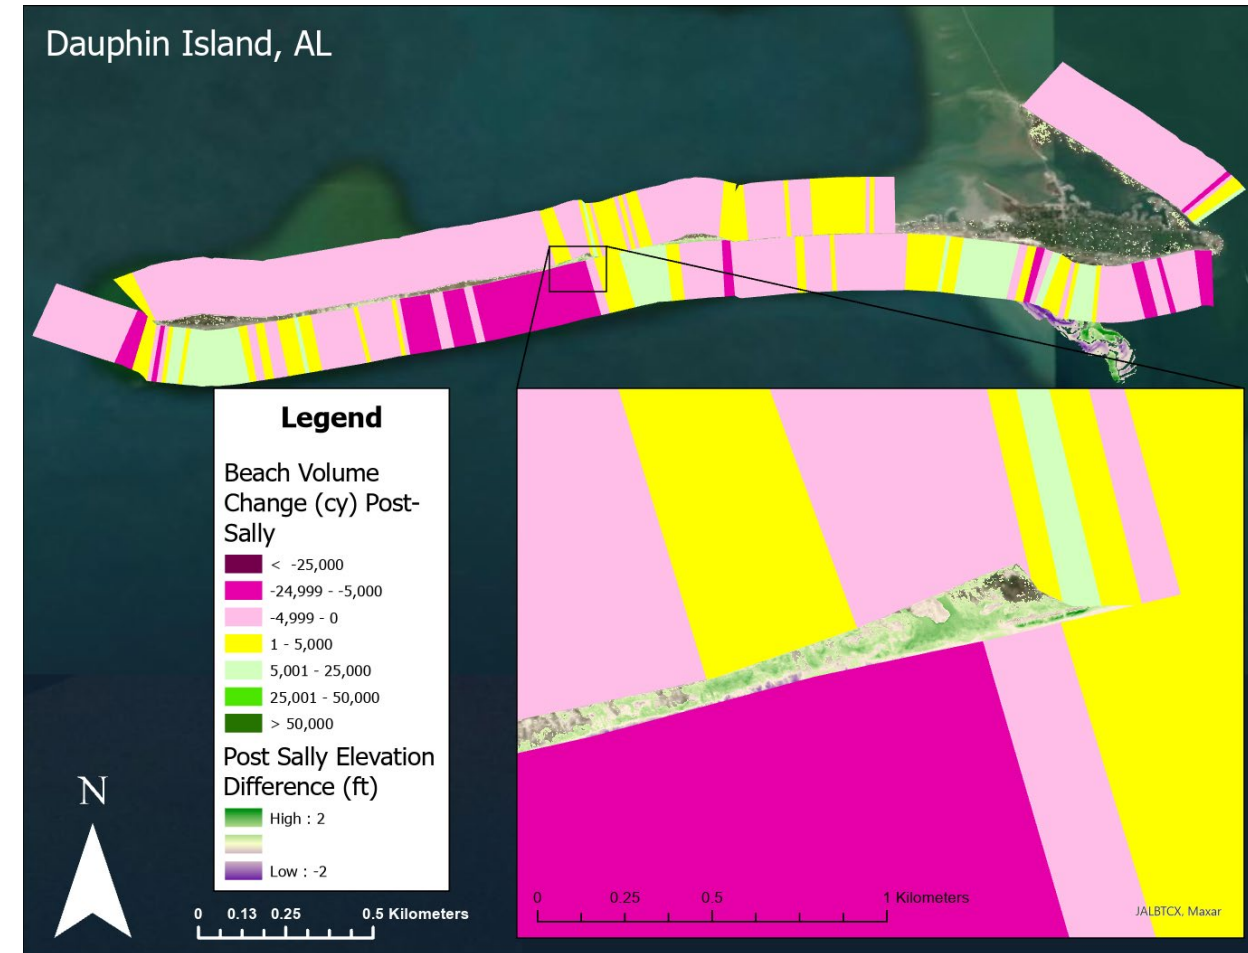 Dauphin Island, AL
Legend
Beach Volume
Change (cy) Post-
Sally
< -25,000
-24,999 - -5,000
-4,999 - 0
1 - 5,000
5,001 - 25,000
25,001 - 50,000
> 50,000
Post Sally Elevation
Difference (ft)
High : 2
Low : -2
N
0 0.13 0.25 0.5 Kilometers
0 0.25 0.5 1 Kilometers
JALBTCX, Maxar